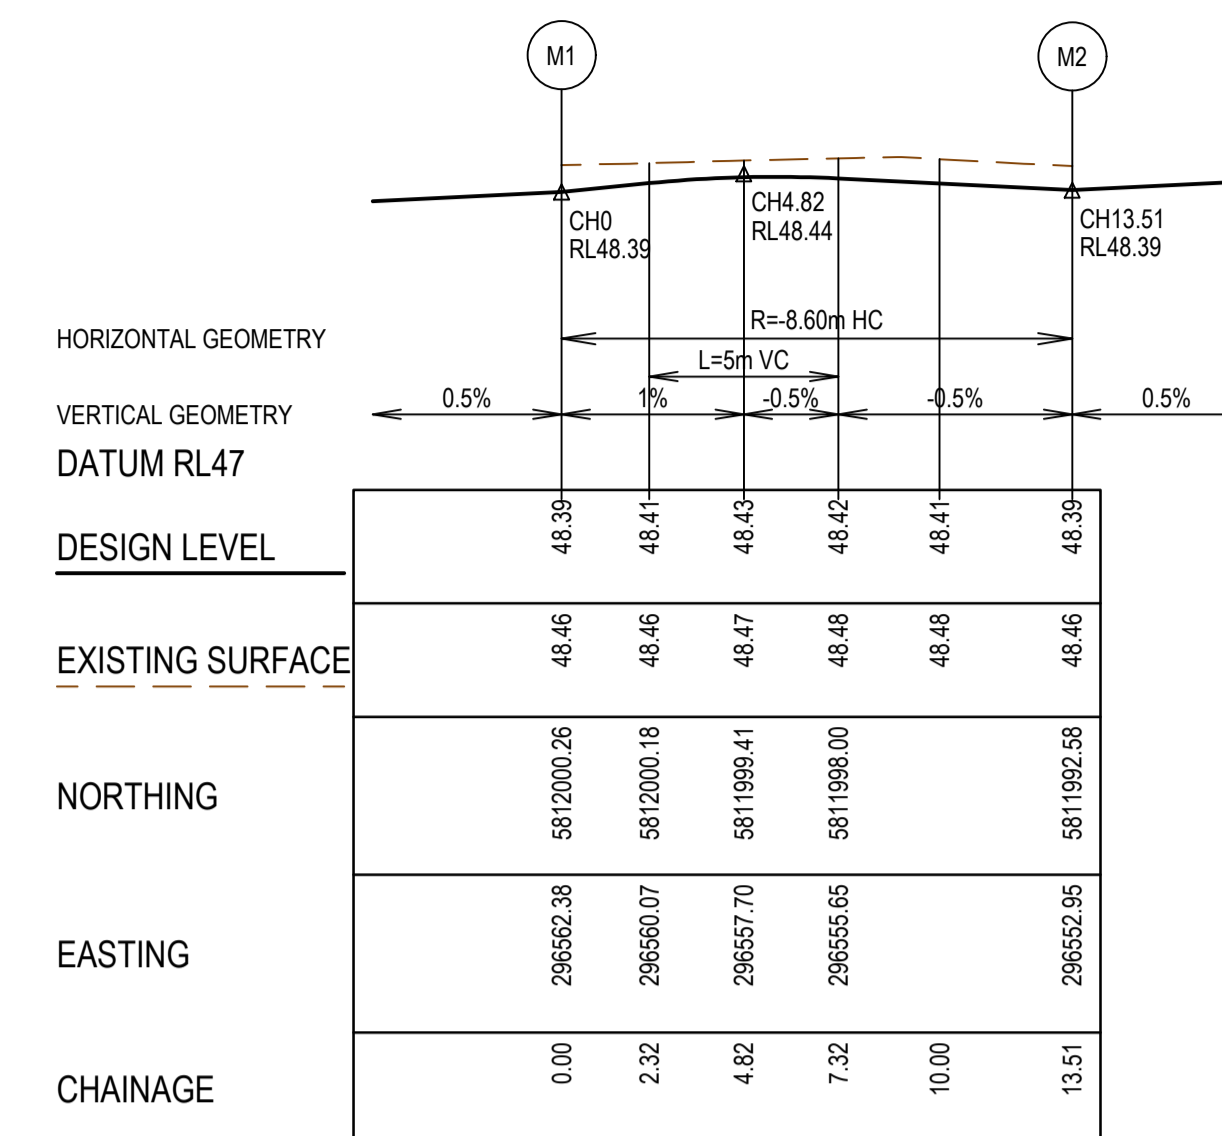 M1
M2
CH0
RL48.39
CH4.82
RL48.44
CH13.51
RL48.39
HORIZONTAL GEOMETRY
R=-8.60m HC
L=5m VC
VERTICAL GEOMETRY
0.5%
1%
-0.5%
-0.5%
0.5%
DATUM RL47
DESIGN LEVEL
48.39
48.41
48.43
48.42
48.41
48.39
EXISTING SURFACE
48.46
48.46
48.47
48.48
48.48
48.46
NORTHING
5812000.26
5812000.18
5811999.41
5811998.00
5811992.58
EASTING
296562.38
296560.07
296557.70
296555.65
296552.95
CHAINAGE
0.00
2.32
4.82
7.32
10.00
13.51